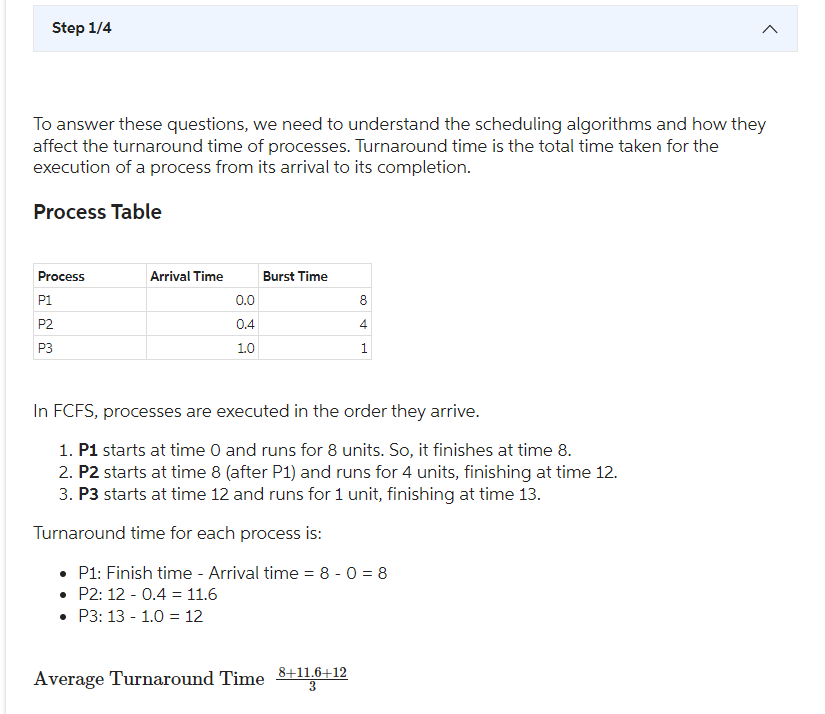 Step 1/4
To answer these questions, we need to understand the scheduling algorithms and how they
affect the turnaround time of processes. Turnaround time is the total time taken for the
execution of a process from its arrival to its completion.
Process Table
Process Arrival Time Burst Time
P1 0.0 8
P2 0.4 4
P3 1.0 1
In FCFS, processes are executed in the order they arrive.
1. P1 starts at time 0 and runs for 8 units. So, it finishes at time 8.
2. P2 starts at time 8 (after P1) and runs for 4 units, finishing at time 12.
3. P3 starts at time 12 and runs for 1 unit, finishing at time 13.
Turnaround time for each process is:
• P1: Finish time - Arrival time = 8 - 0 = 8
• P2: 12 - 0.4 = 11.6
• P3: 13 - 1.0 = 12
Average Turnaround Time 8+11.6+12
3